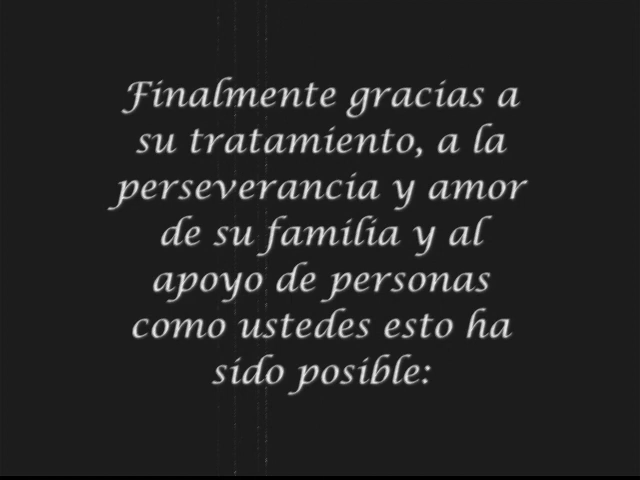 Finalmente gracias a
su tratamiento, a la
perseverancia y amor
de su familia y al
apoyo de personas
como ustedes esto ha
sido posible: